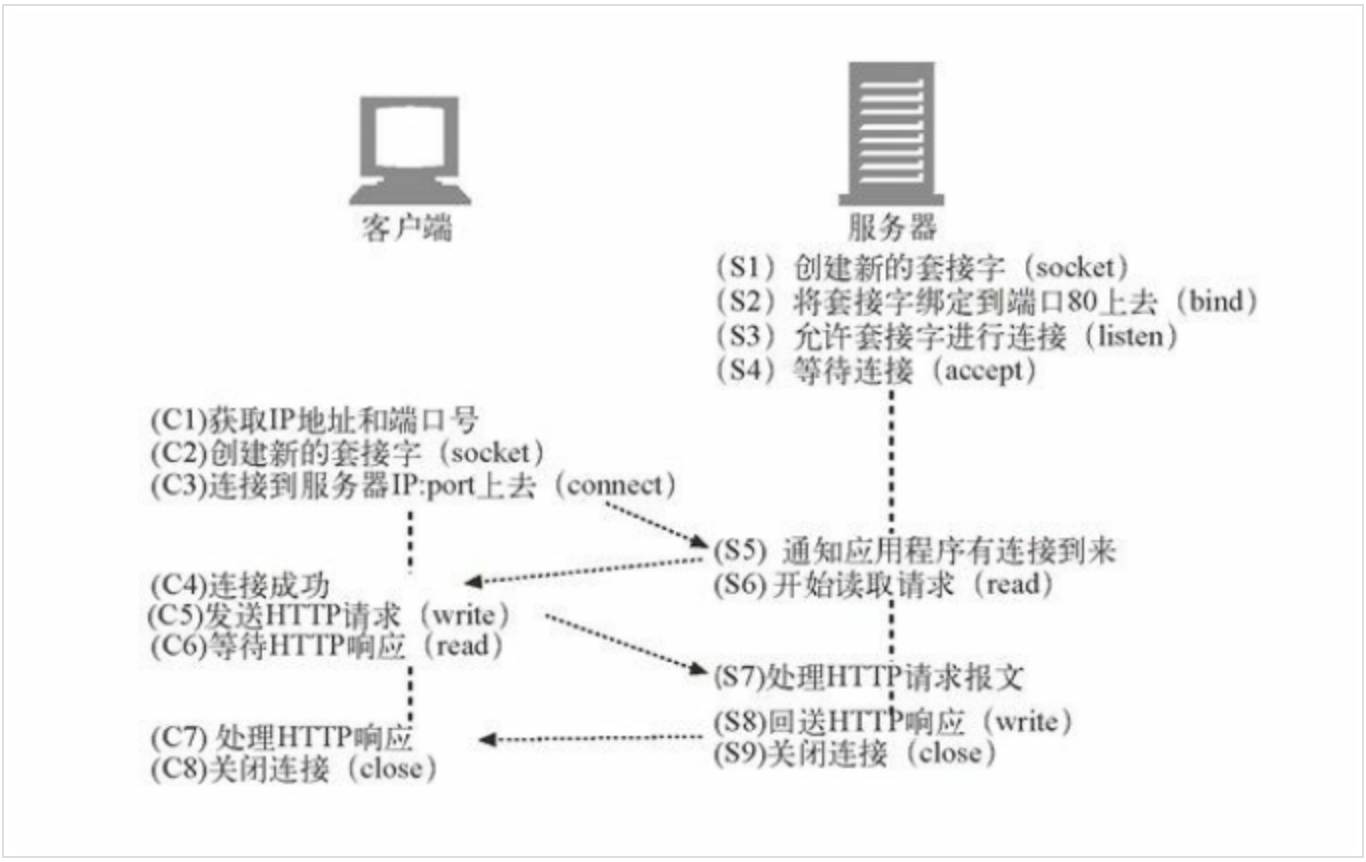 客户端
服务器
（S1）创建新的套接字（socket）
（S2）将套接字绑定到端口80上去（bind）
（S3）允许套接字进行连接（listen）
（S4）等待连接（accept）
(C1)获取IP地址和端口号
(C2)创建新的套接字（socket）
(C3)连接到服务器IP:port上去（connect）
(S5) 通知应用程序有连接到来
(S6)开始读取请求（read）
(C4)连接成功
(C5)发送HTTP请求（write）
(C6)等待HTTP响应（read）
(S7)处理HTTP请求报文
(S8)回送HTTP响应（write）
(S9)关闭连接（close）
(C7) 处理HTTP响应
(C8)关闭连接（close）